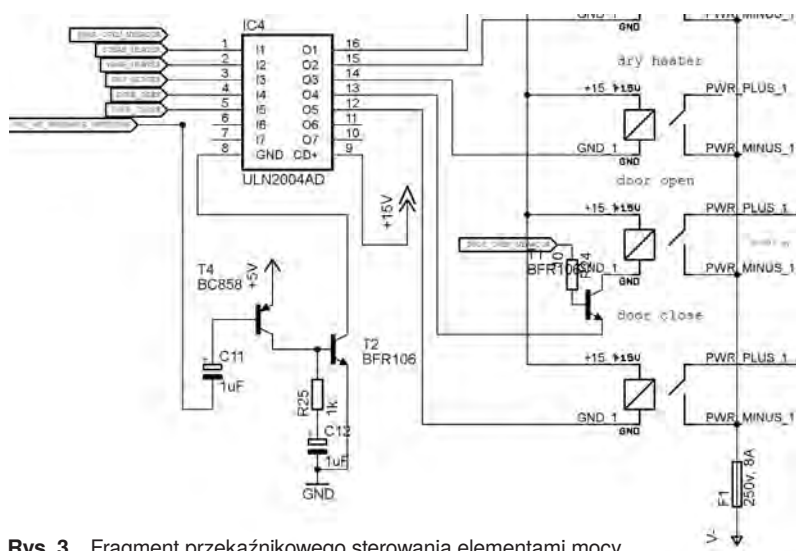 IC4
GND_1
GND
PWR_MINUS_1
1 I1 O1 16
2 I2 O2 15
3 I3 O3 14
4 I4 O4 13
5 I5 O5 12
6 I6 O6 11
7 I7 O7 10
8 GND CD+ 9
ULN2004AD
dry heater
+15 +15V
PWR_PLUS_1
GND_1
GND
PWR_MINUS_1
door open
+15V
+15 +15V
PWR_PLUS_1
T4
BC858
+5V
T1
BFR106
10
R24
GND_1
GND
PWR_MINUS_1
door close
C11
1uF
T2
BFR106
+15 +15V
PWR_PLUS_1
R25
1k
C12
1uF
GND
GND_1
GND
PWR_MINUS_1
F1
250v, 8A
V-
Rys. 3. Fragment przekaźnikowego sterowania elementami mocy